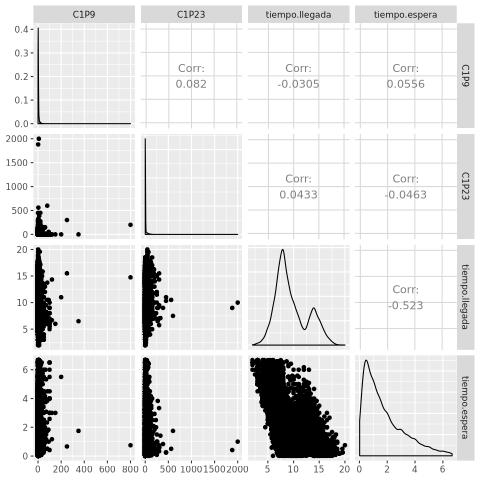 C1P9 C1P23 tiempo.llegada tiempo.espera
0.4
0.3
0.2
0.1
0.0
Corr:
0.082
Corr:
-0.0305
Corr:
0.0556
C1P9
2000
1500
1000
500
0
Corr:
0.0433
Corr:
-0.0463
C1P23
20
15
10
5
Corr:
-0.523
tiempo.llegada
6
4
2
0
tiempo.espera
0 200 400 600 800 0 500 1000 1500 2000 5 10 15 20 0 2 4 6